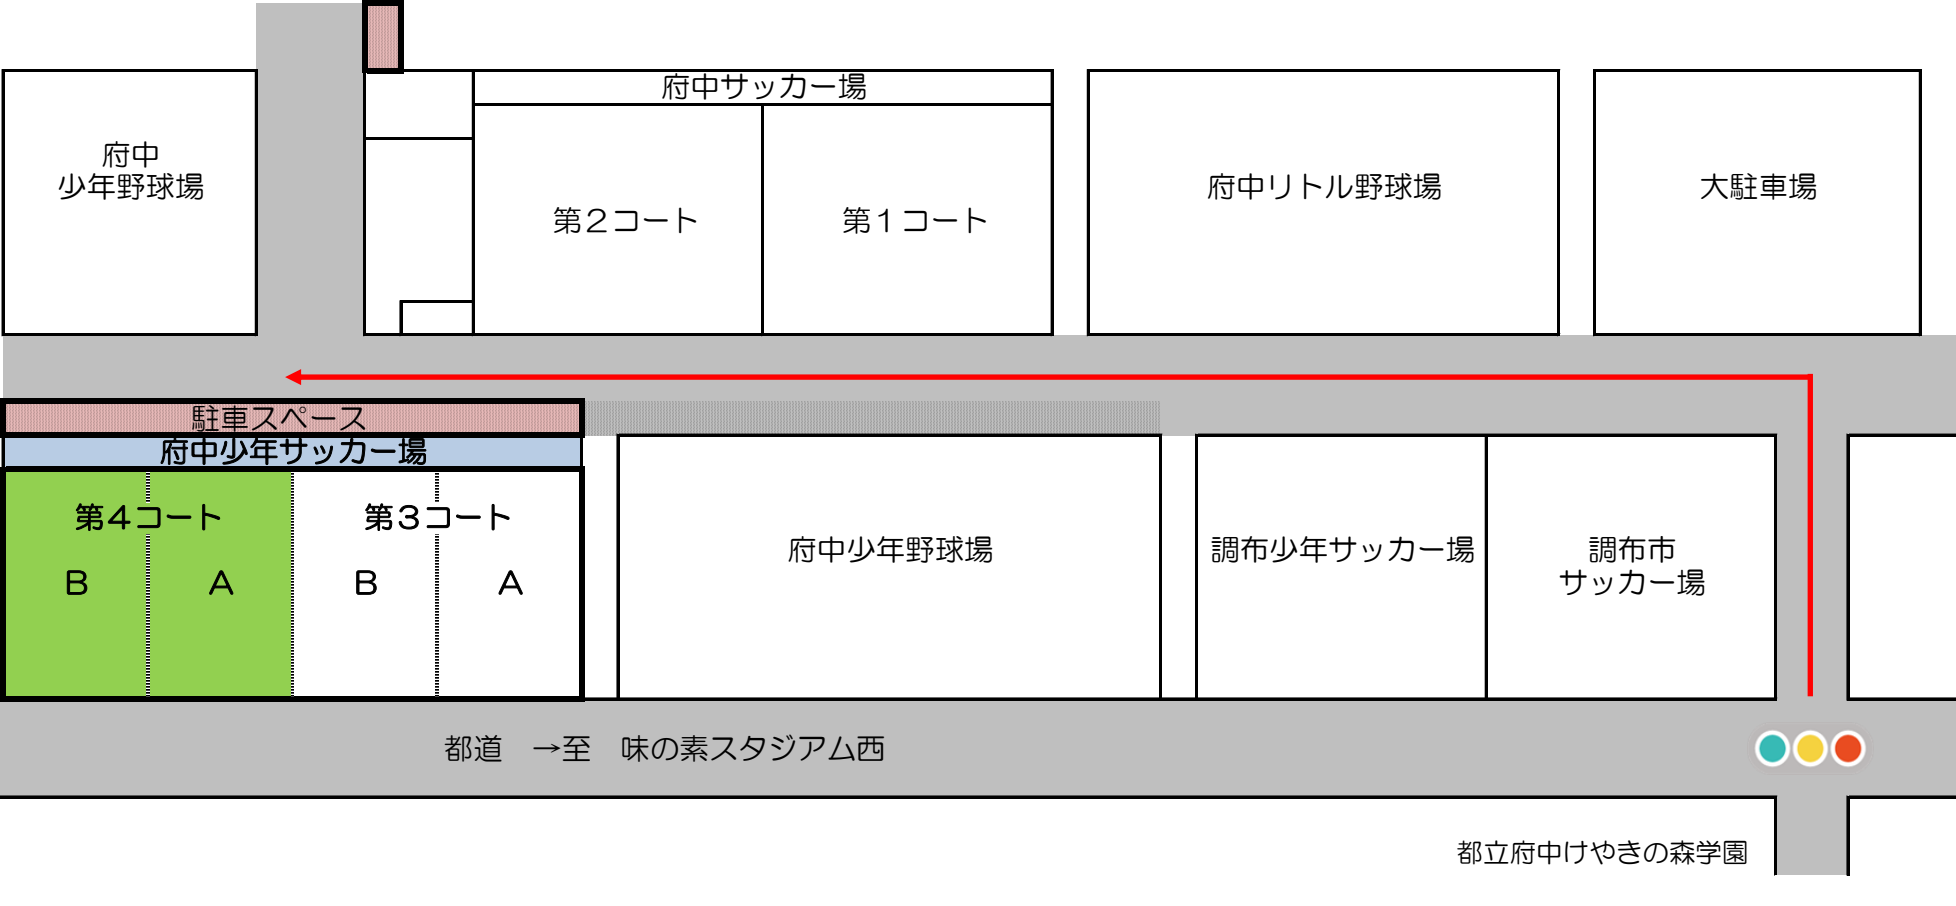 府中サッカー場
府中
少年野球場
第２コート
第１コート
府中リトル野球場
大駐車場
駐車スペース
府中少年サッカー場
第４コート
第３コート
B
A
B
A
府中少年野球場
調布少年サッカー場
調布市
サッカー場
都道　→至　味の素スタジアム西
都立府中けやきの森学園